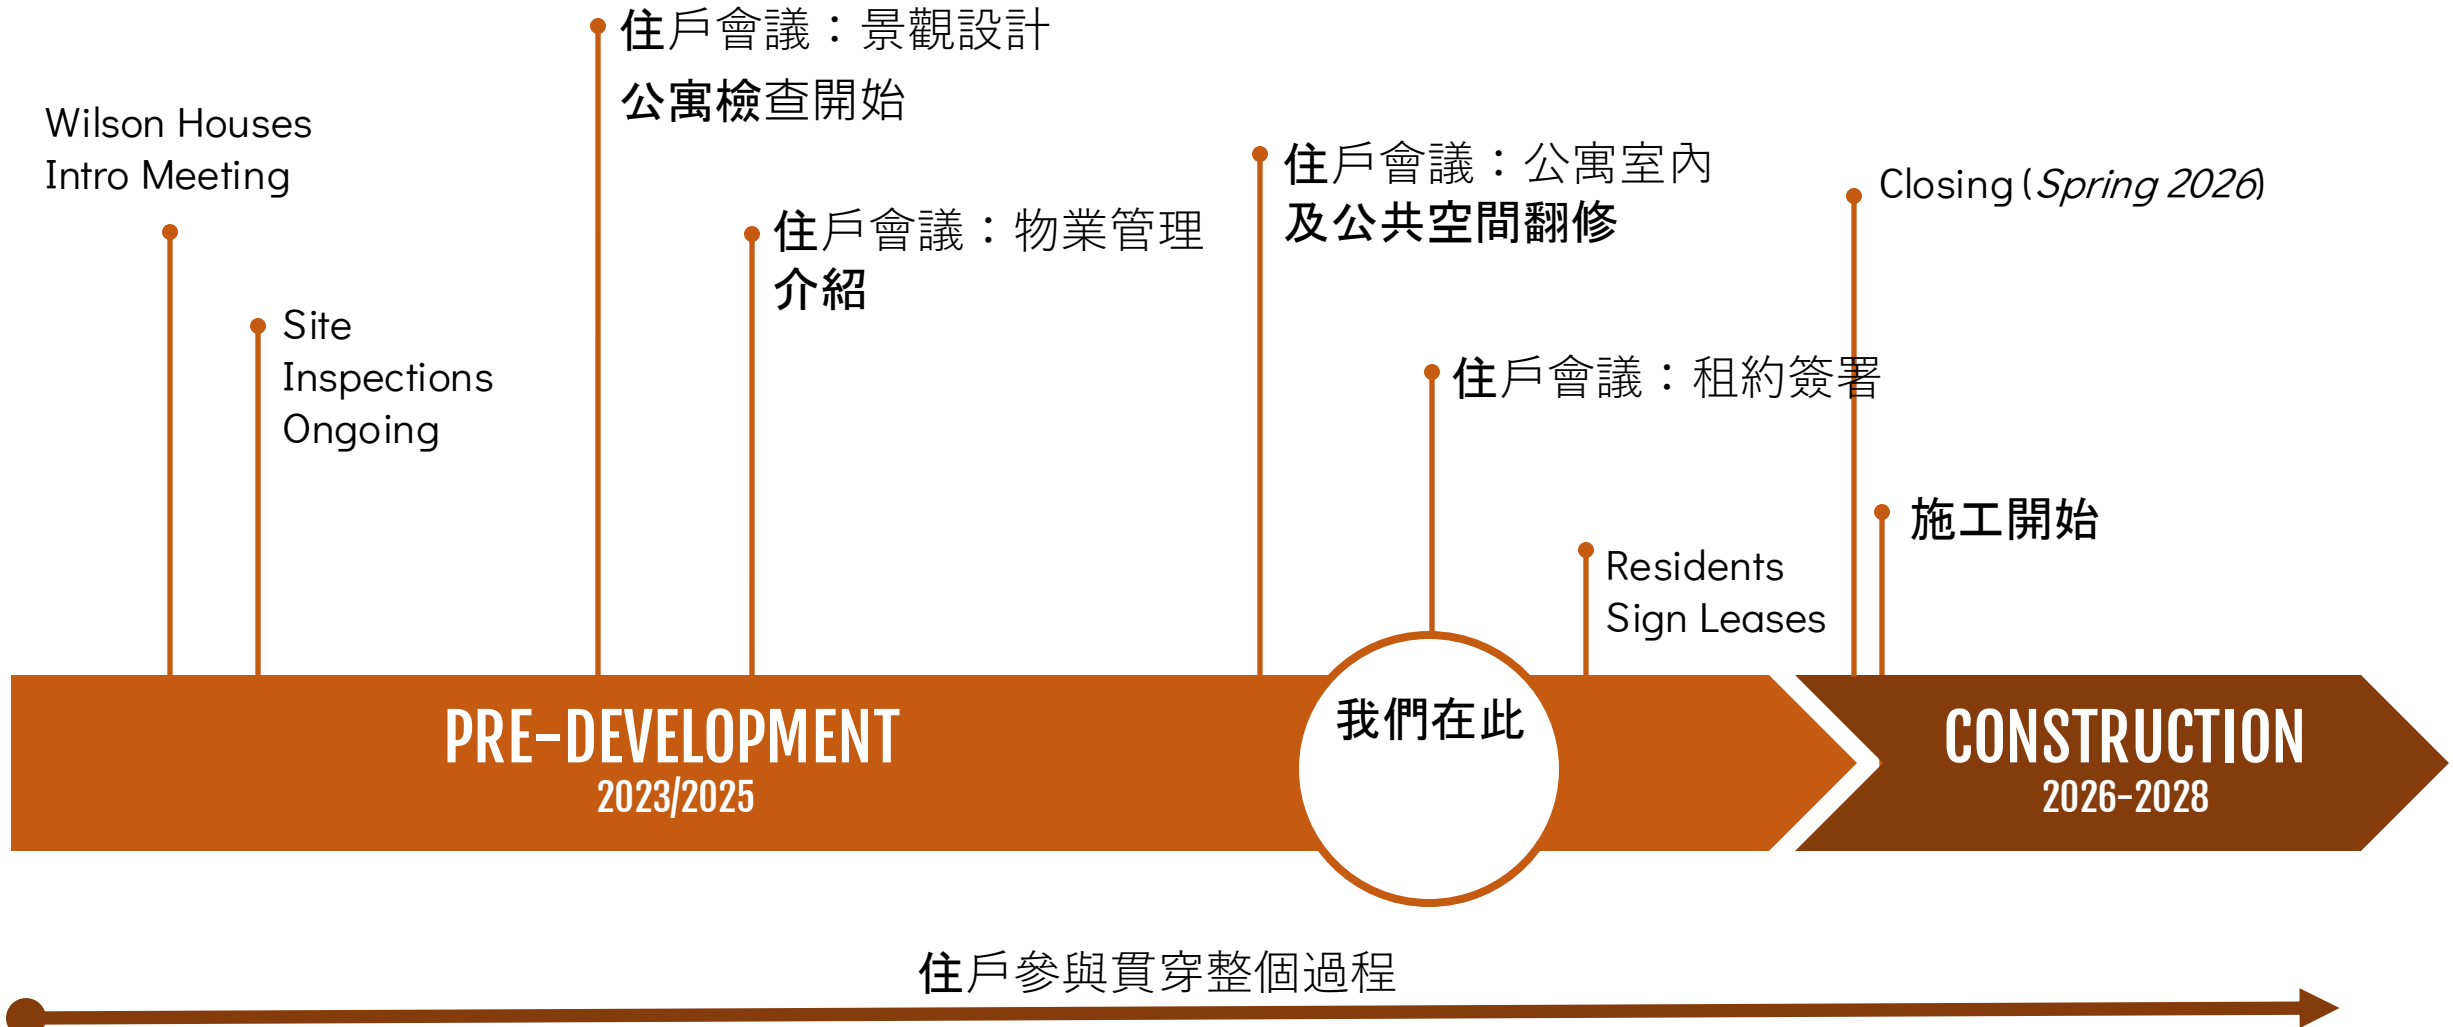 Wilson Houses
Intro Meeting
Site
Inspections
Ongoing
住戶會議：景觀設計
公寓檢查開始
住戶會議：物業管理
介紹
住戶會議：公寓室內
及公共空間翻修
住戶會議：租約簽署
Residents
Sign Leases
Closing (Spring 2026)
施工開始
PRE-DEVELOPMENT
2023/2025
我們在此
CONSTRUCTION
2026-2028
住戶參與貫穿整個過程